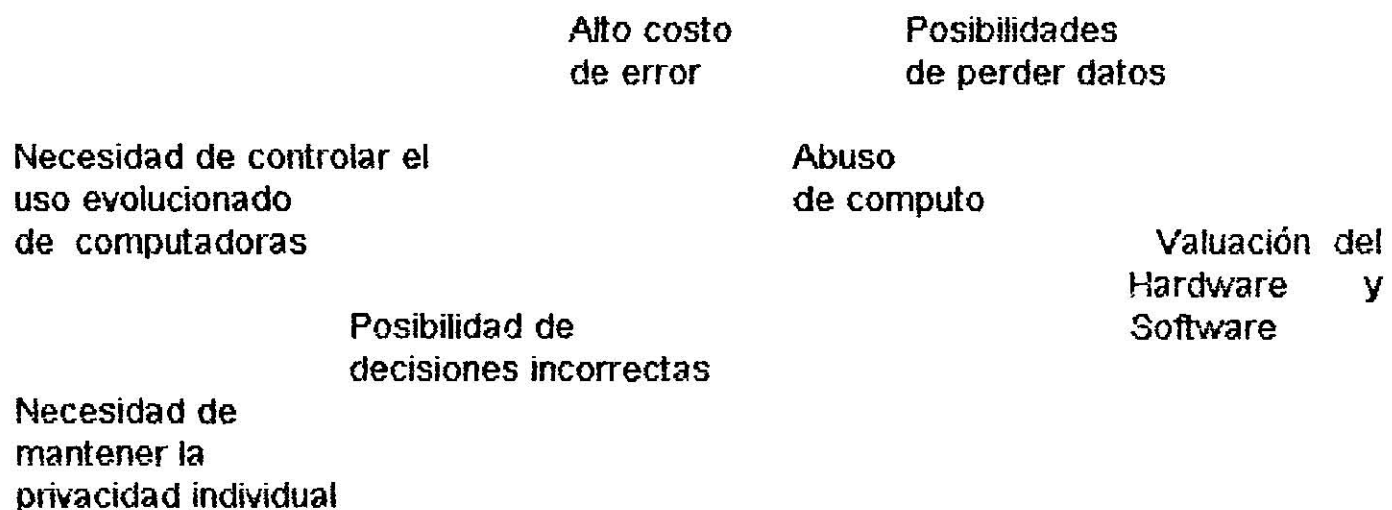 Alto costo
de error
Posibilidades
de perder datos
Necesidad de controlar el
uso evolucionado
de computadoras
Abuso
de computo
Valuación del
Hardware y
Software
Posibilidad de
decisiones incorrectas
Necesidad de
mantener la
privacidad individual